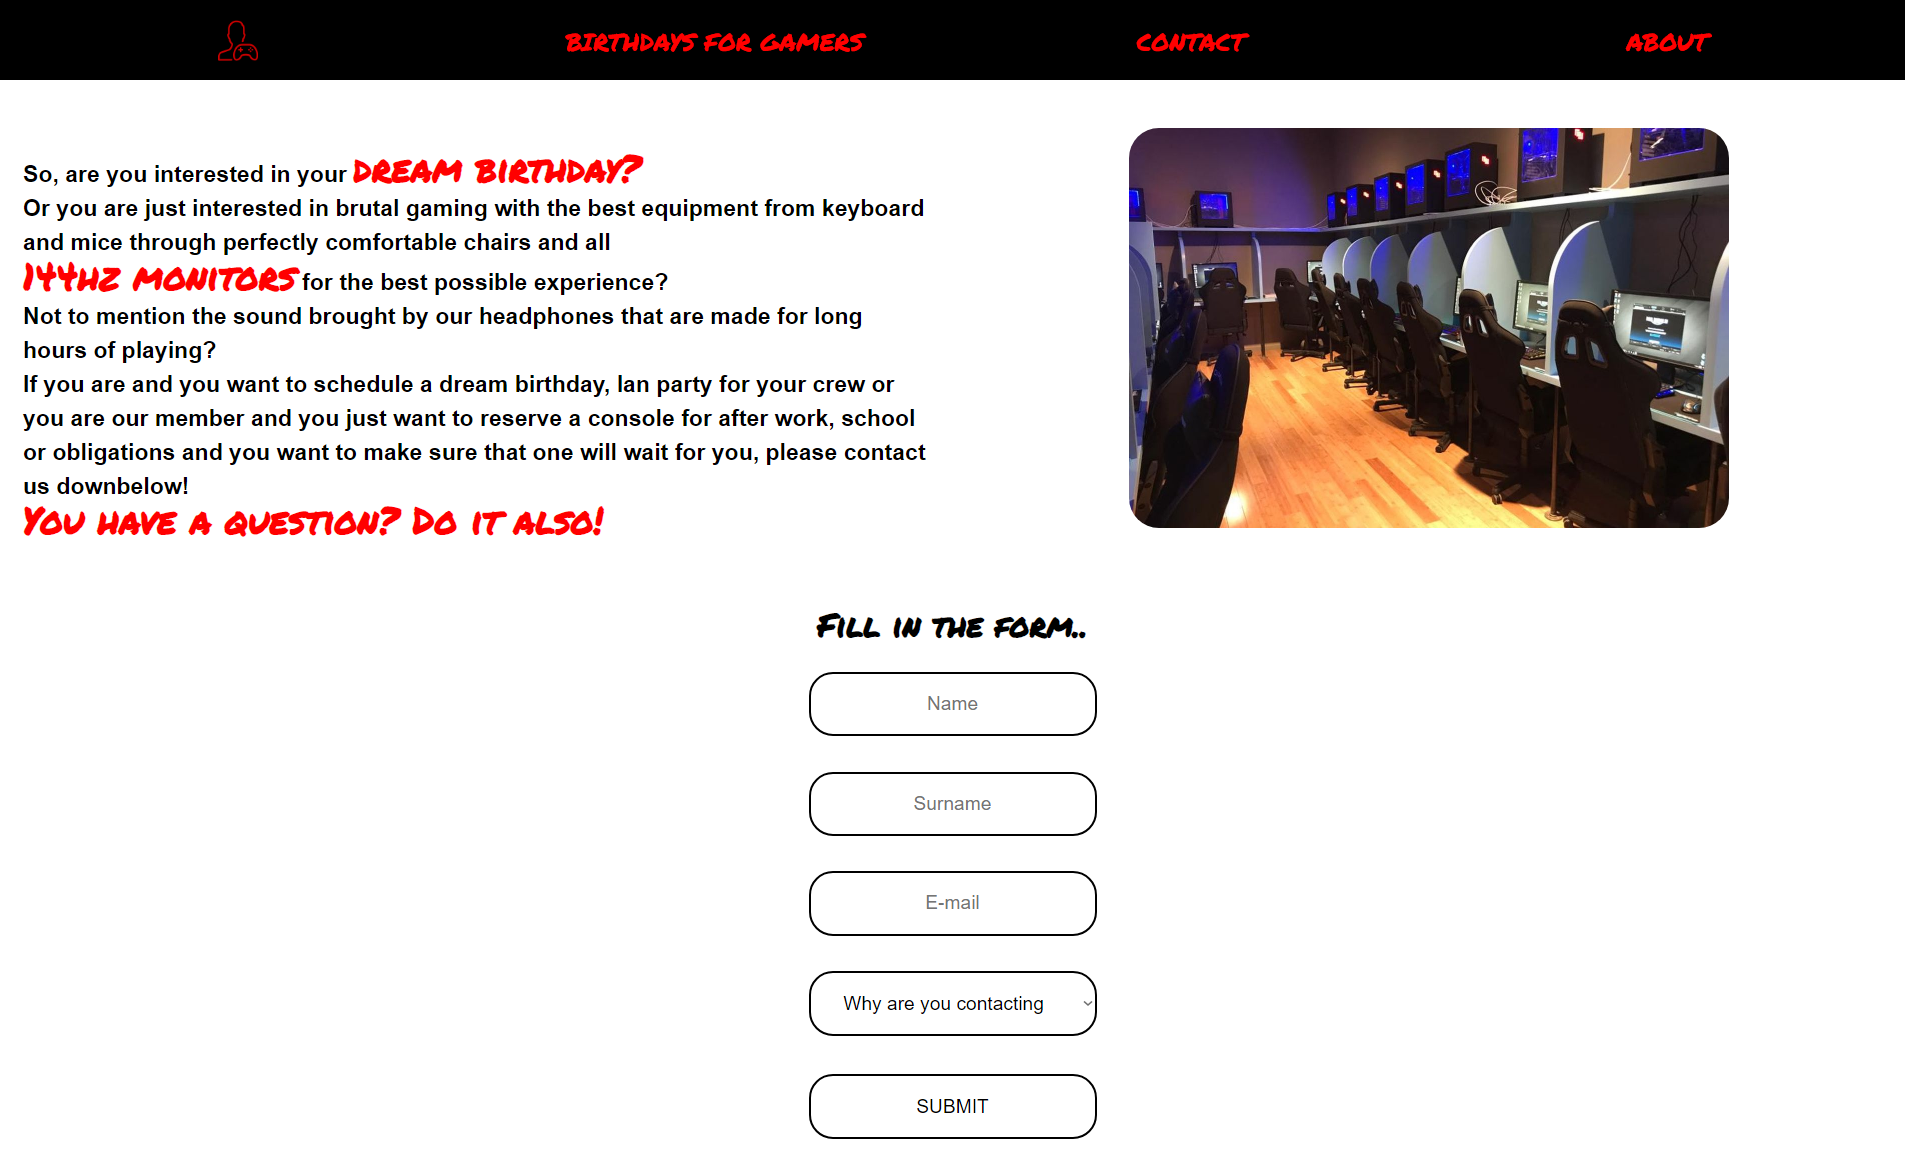 BIRTHDAYS FOR GAMERS
CONTACT
ABOUT
So, are you interested in your DREAM BIRTHDAY?
Or you are just interested in brutal gaming with the best equipment from keyboard
and mice through perfectly comfortable chairs and all
144HZ MONITORS for the best possible experience?
Not to mention the sound brought by our headphones that are made for long
hours of playing?
If you are and you want to schedule a dream birthday, lan party for your crew or
you are our member and you just want to reserve a console for after work, school
or obligations and you want to make sure that one will wait for you, please contact
us downbelow!
You have a question? Do it also!
Fill in the form..
Name
Surname
E-mail
Why are you contacting
SUBMIT